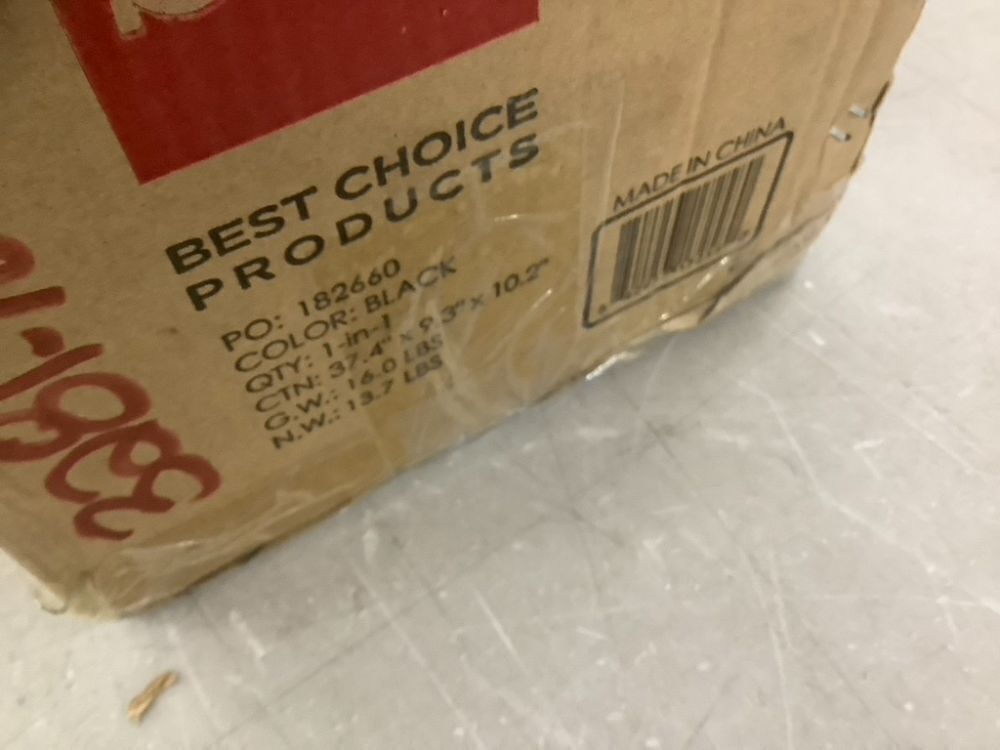 BEST CHOICE
PRODUCTS
PO: 182660
COLOR: BLACK
QTY: 1-in-1
CTN: 37.4" x 9.3" x 10.2"
G.W.: 16.0 LBS
N.W.: 13.7 LBS
MADE IN CHINA